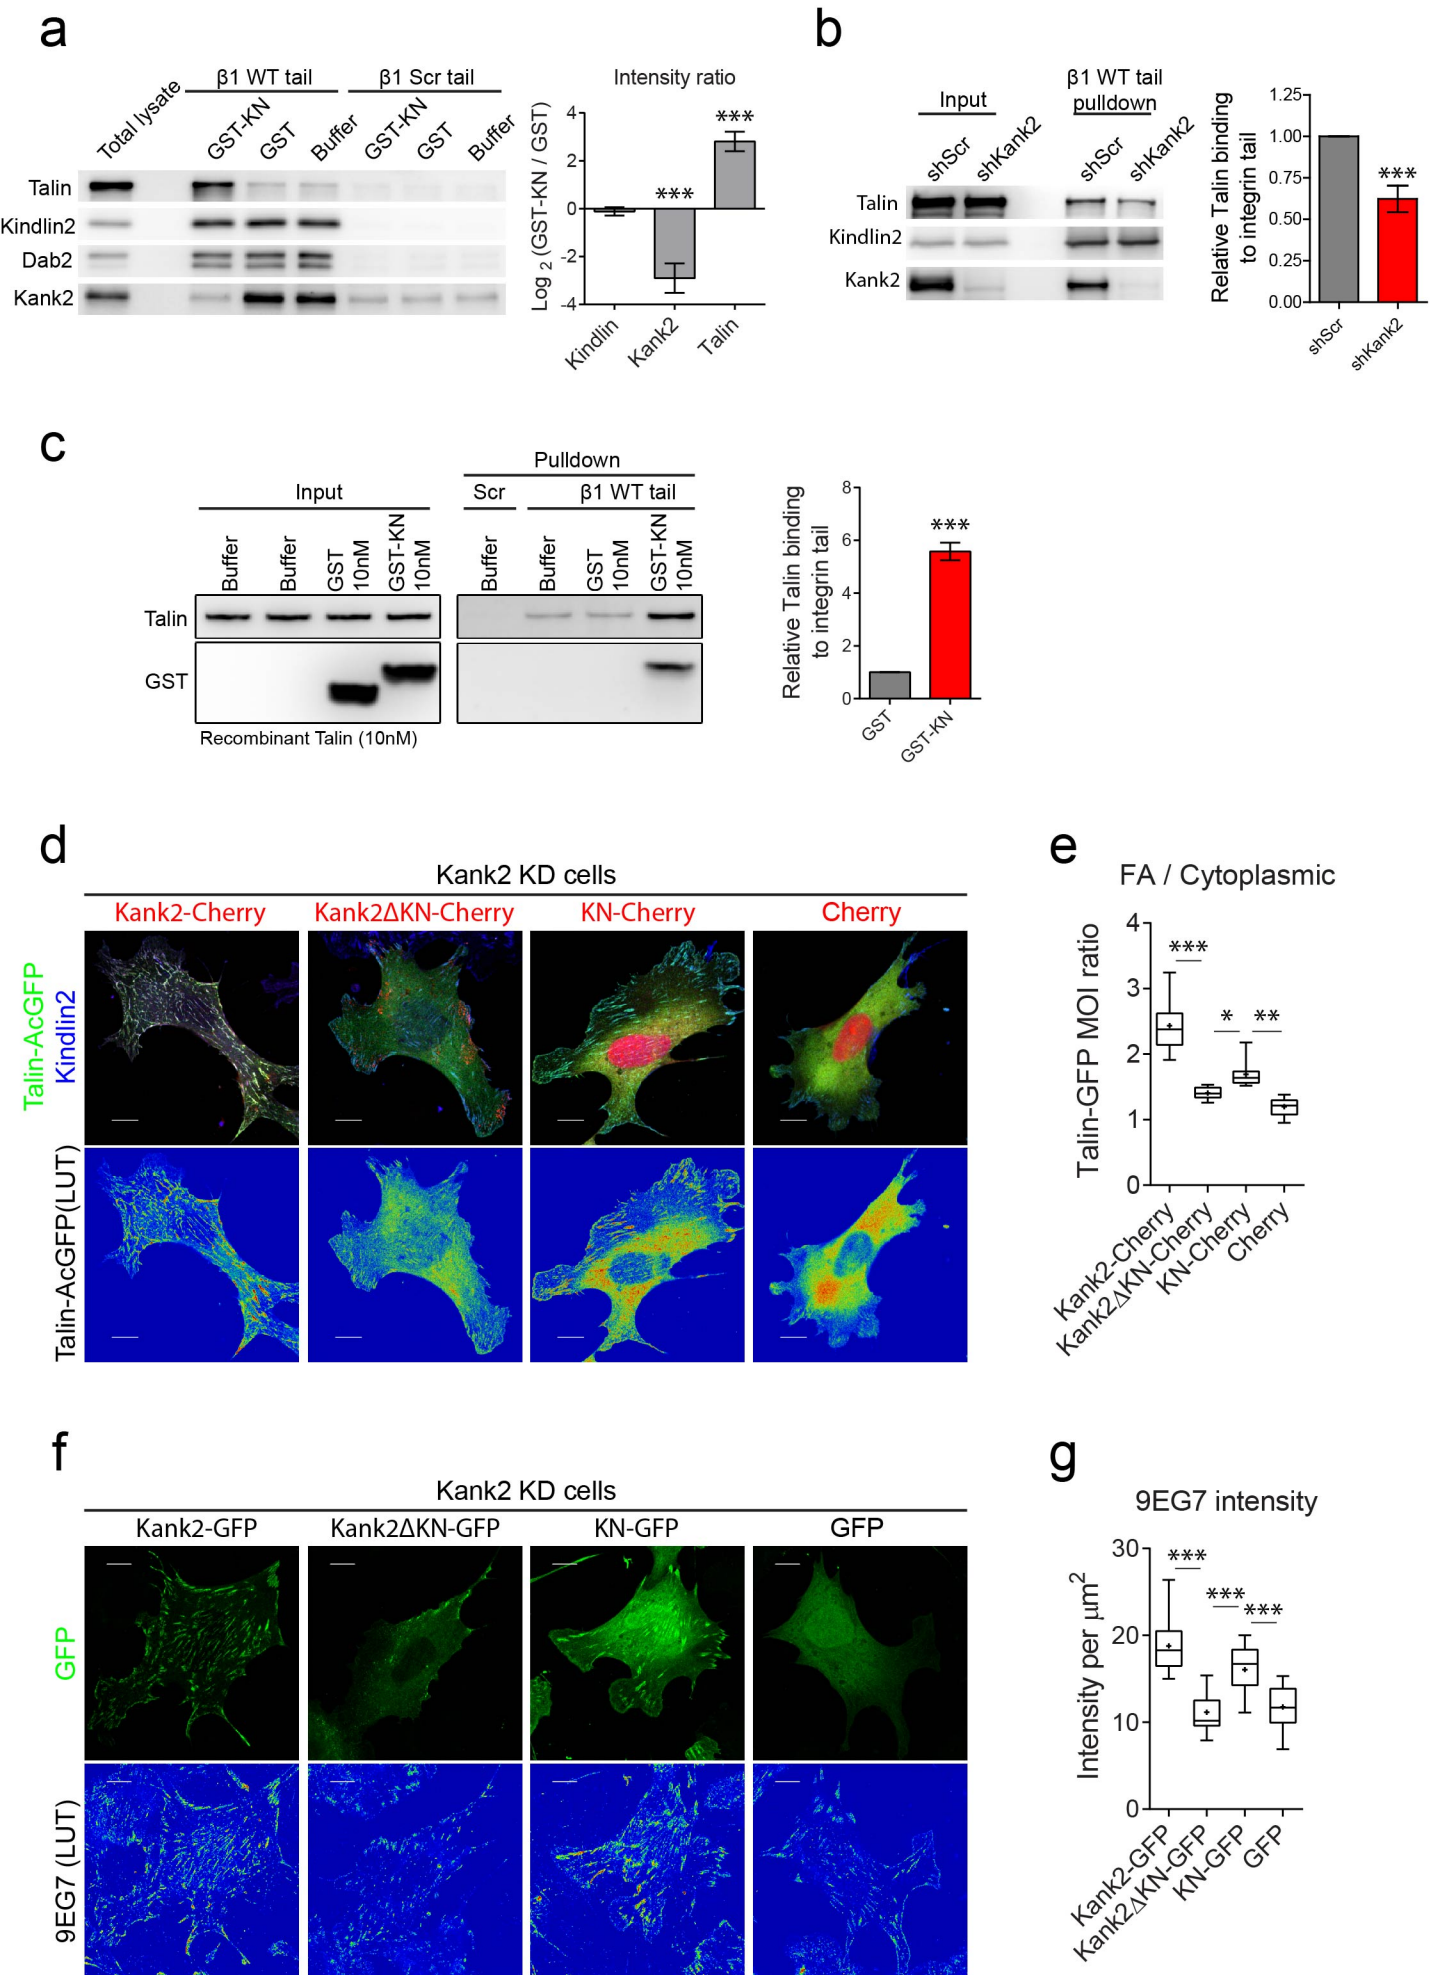 a
β1 WT tail
β1 Scr tail
Total lysate
GST-KN
GST
Buffer
GST-KN
GST
Buffer
Talin
Kindlin2
Dab2
Kank2
Intensity ratio
Log 2 (GST-KN / GST)
4
2
0
-2
-4
***
***
Kindlin
Kank2
Talin
b
Input
β1 WT tail
pulldown
shScr
shKank2
shScr
shKank2
Talin
Kindlin2
Kank2
Relative Talin binding
to integrin tail
1.25
1.00
0.75
0.50
0.25
0.00
***
shScr
shKank2
c
Input
Pulldown
Scr
β1 WT tail
Buffer
Buffer
GST
10nM
GST-KN
10nM
Buffer
Buffer
GST
10nM
GST-KN
10nM
Talin
GST
Recombinant Talin (10nM)
Relative Talin binding
to integrin tail
8
6
4
2
0
***
GST
GST-KN
d
Kank2 KD cells
Kank2-Cherry
Kank2ΔKN-Cherry
KN-Cherry
Cherry
Talin-AcGFP
Kindlin2
Talin-AcGFP(LUT)
e
FA / Cytoplasmic
Talin-GFP MOI ratio
4
3
2
1
0
***
*
**
Kank2-Cherry
Kank2ΔKN-Cherry
KN-Cherry
Cherry
f
Kank2 KD cells
Kank2-GFP
Kank2ΔKN-GFP
KN-GFP
GFP
GFP
9EG7 (LUT)
g
9EG7 intensity
Intensity per μm2
30
20
10
0
***
***
***
Kank2-GFP
Kank2ΔKN-GFP
KN-GFP
GFP